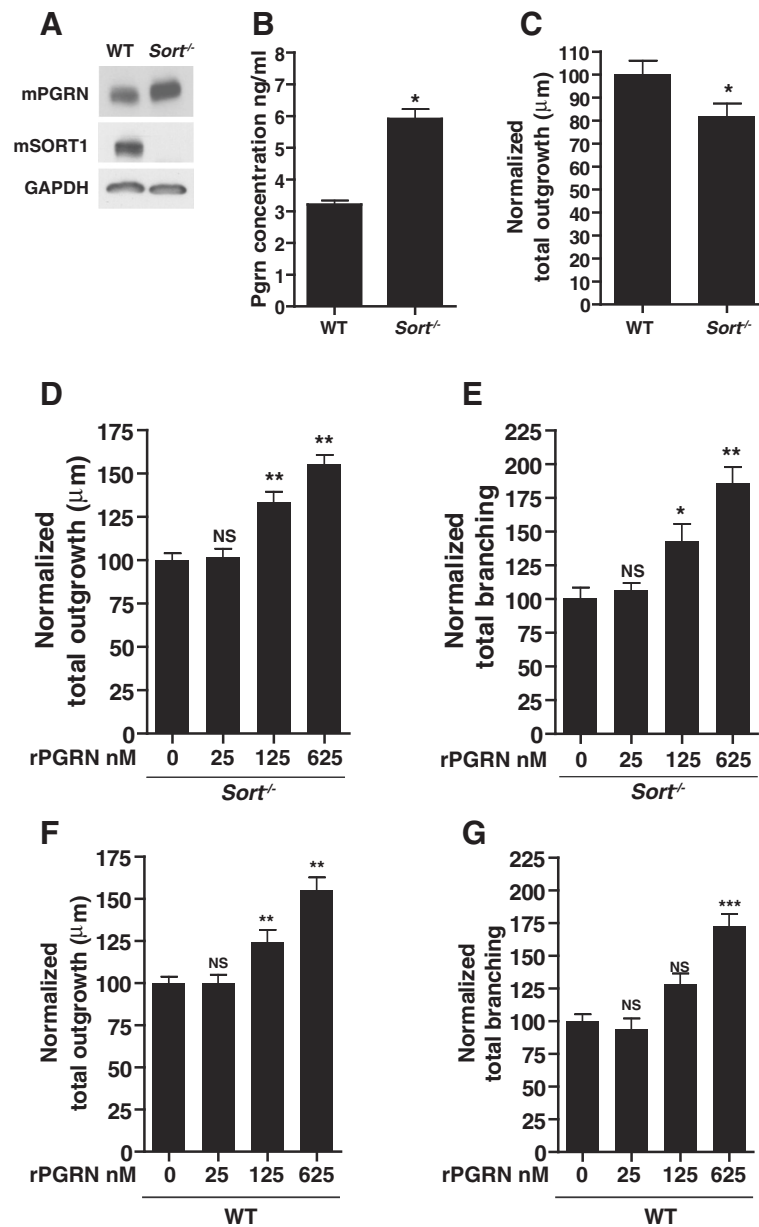 A
WT Sort-/-
mPGRN
mSORT1
GAPDH
B
Pgrn concentration ng/ml
8
7
6
5
4
3
2
1
0
*
WT Sort-/-
C
Normalized
total outgrowth (μm)
110
100
90
80
70
60
50
40
30
20
10
0
*
WT Sort-/-
D
Normalized
total outgrowth (μm)
175
150
125
100
75
50
25
0
NS ** **
rPGRN nM 0 25 125 625
Sort-/-
E
Normalized
total branching
225
200
175
150
125
100
75
50
25
0
NS * **
rPGRN nM 0 25 125 625
Sort-/-
F
Normalized
total outgrowth (μm)
175
150
125
100
75
50
25
0
NS ** **
rPGRN nM 0 25 125 625
WT
G
Normalized
total branching
225
200
175
150
125
100
75
50
25
0
NS NS ***
rPGRN nM 0 25 125 625
WT